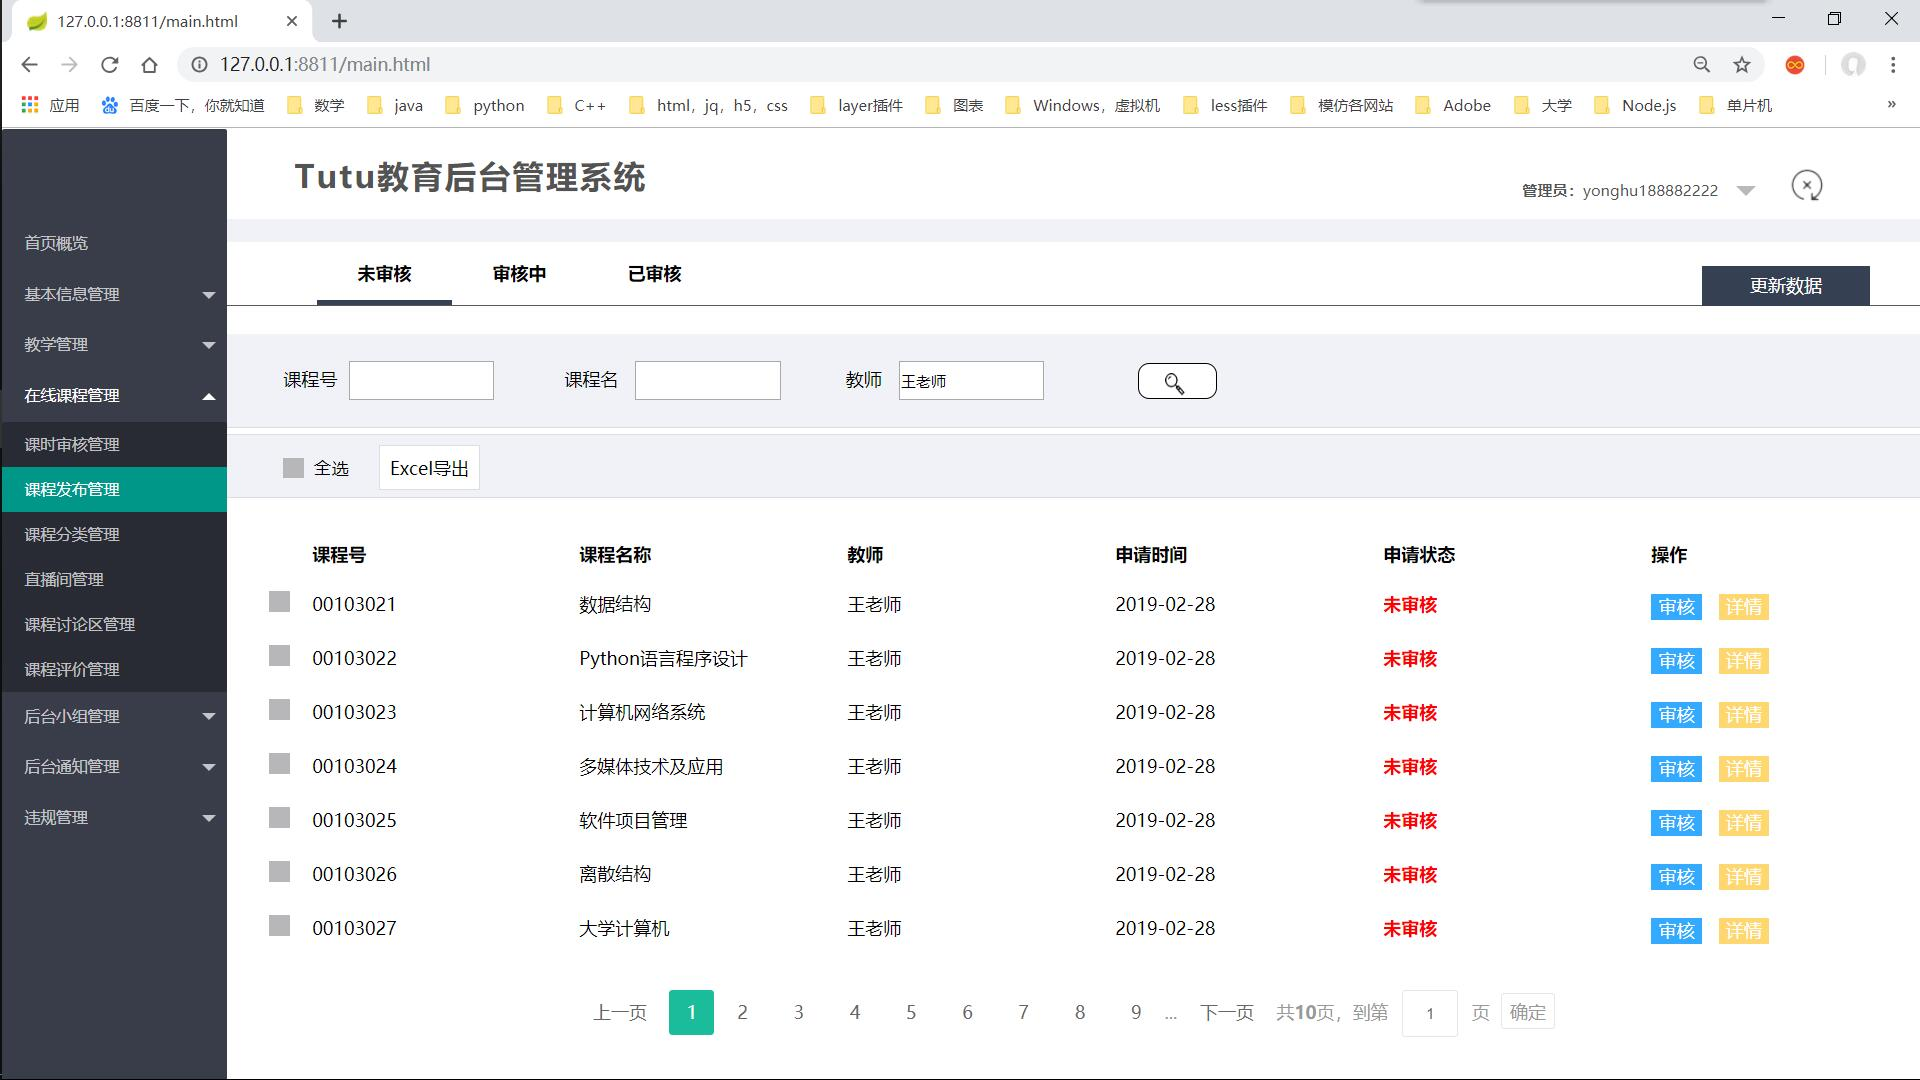 127.0.0.1:8811/main.html
127.0.0.1:8811/main.html
应用 百度一下，你就知道 数学 java python C++ html，jq，h5，css layer插件 图表 Windows，虚拟机 less插件 模仿各网站 Adobe 大学 Node.js 单片机 »
Tutu教育后台管理系统
管理员：yonghu188882222
首页概览
基本信息管理
教学管理
在线课程管理
课时审核管理
课程发布管理
课程分类管理
直播间管理
课程讨论区管理
课程评价管理
后台小组管理
后台通知管理
违规管理
未审核 审核中 已审核 更新数据
课程号 课程名 教师 王老师
全选 Excel导出
课程号 课程名称 教师 申请时间 申请状态 操作
00103021 数据结构 王老师 2019-02-28 未审核 审核 详情
00103022 Python语言程序设计 王老师 2019-02-28 未审核 审核 详情
00103023 计算机网络系统 王老师 2019-02-28 未审核 审核 详情
00103024 多媒体技术及应用 王老师 2019-02-28 未审核 审核 详情
00103025 软件项目管理 王老师 2019-02-28 未审核 审核 详情
00103026 离散结构 王老师 2019-02-28 未审核 审核 详情
00103027 大学计算机 王老师 2019-02-28 未审核 审核 详情
上一页 1 2 3 4 5 6 7 8 9 ... 下一页 共10页，到第 1 页 确定